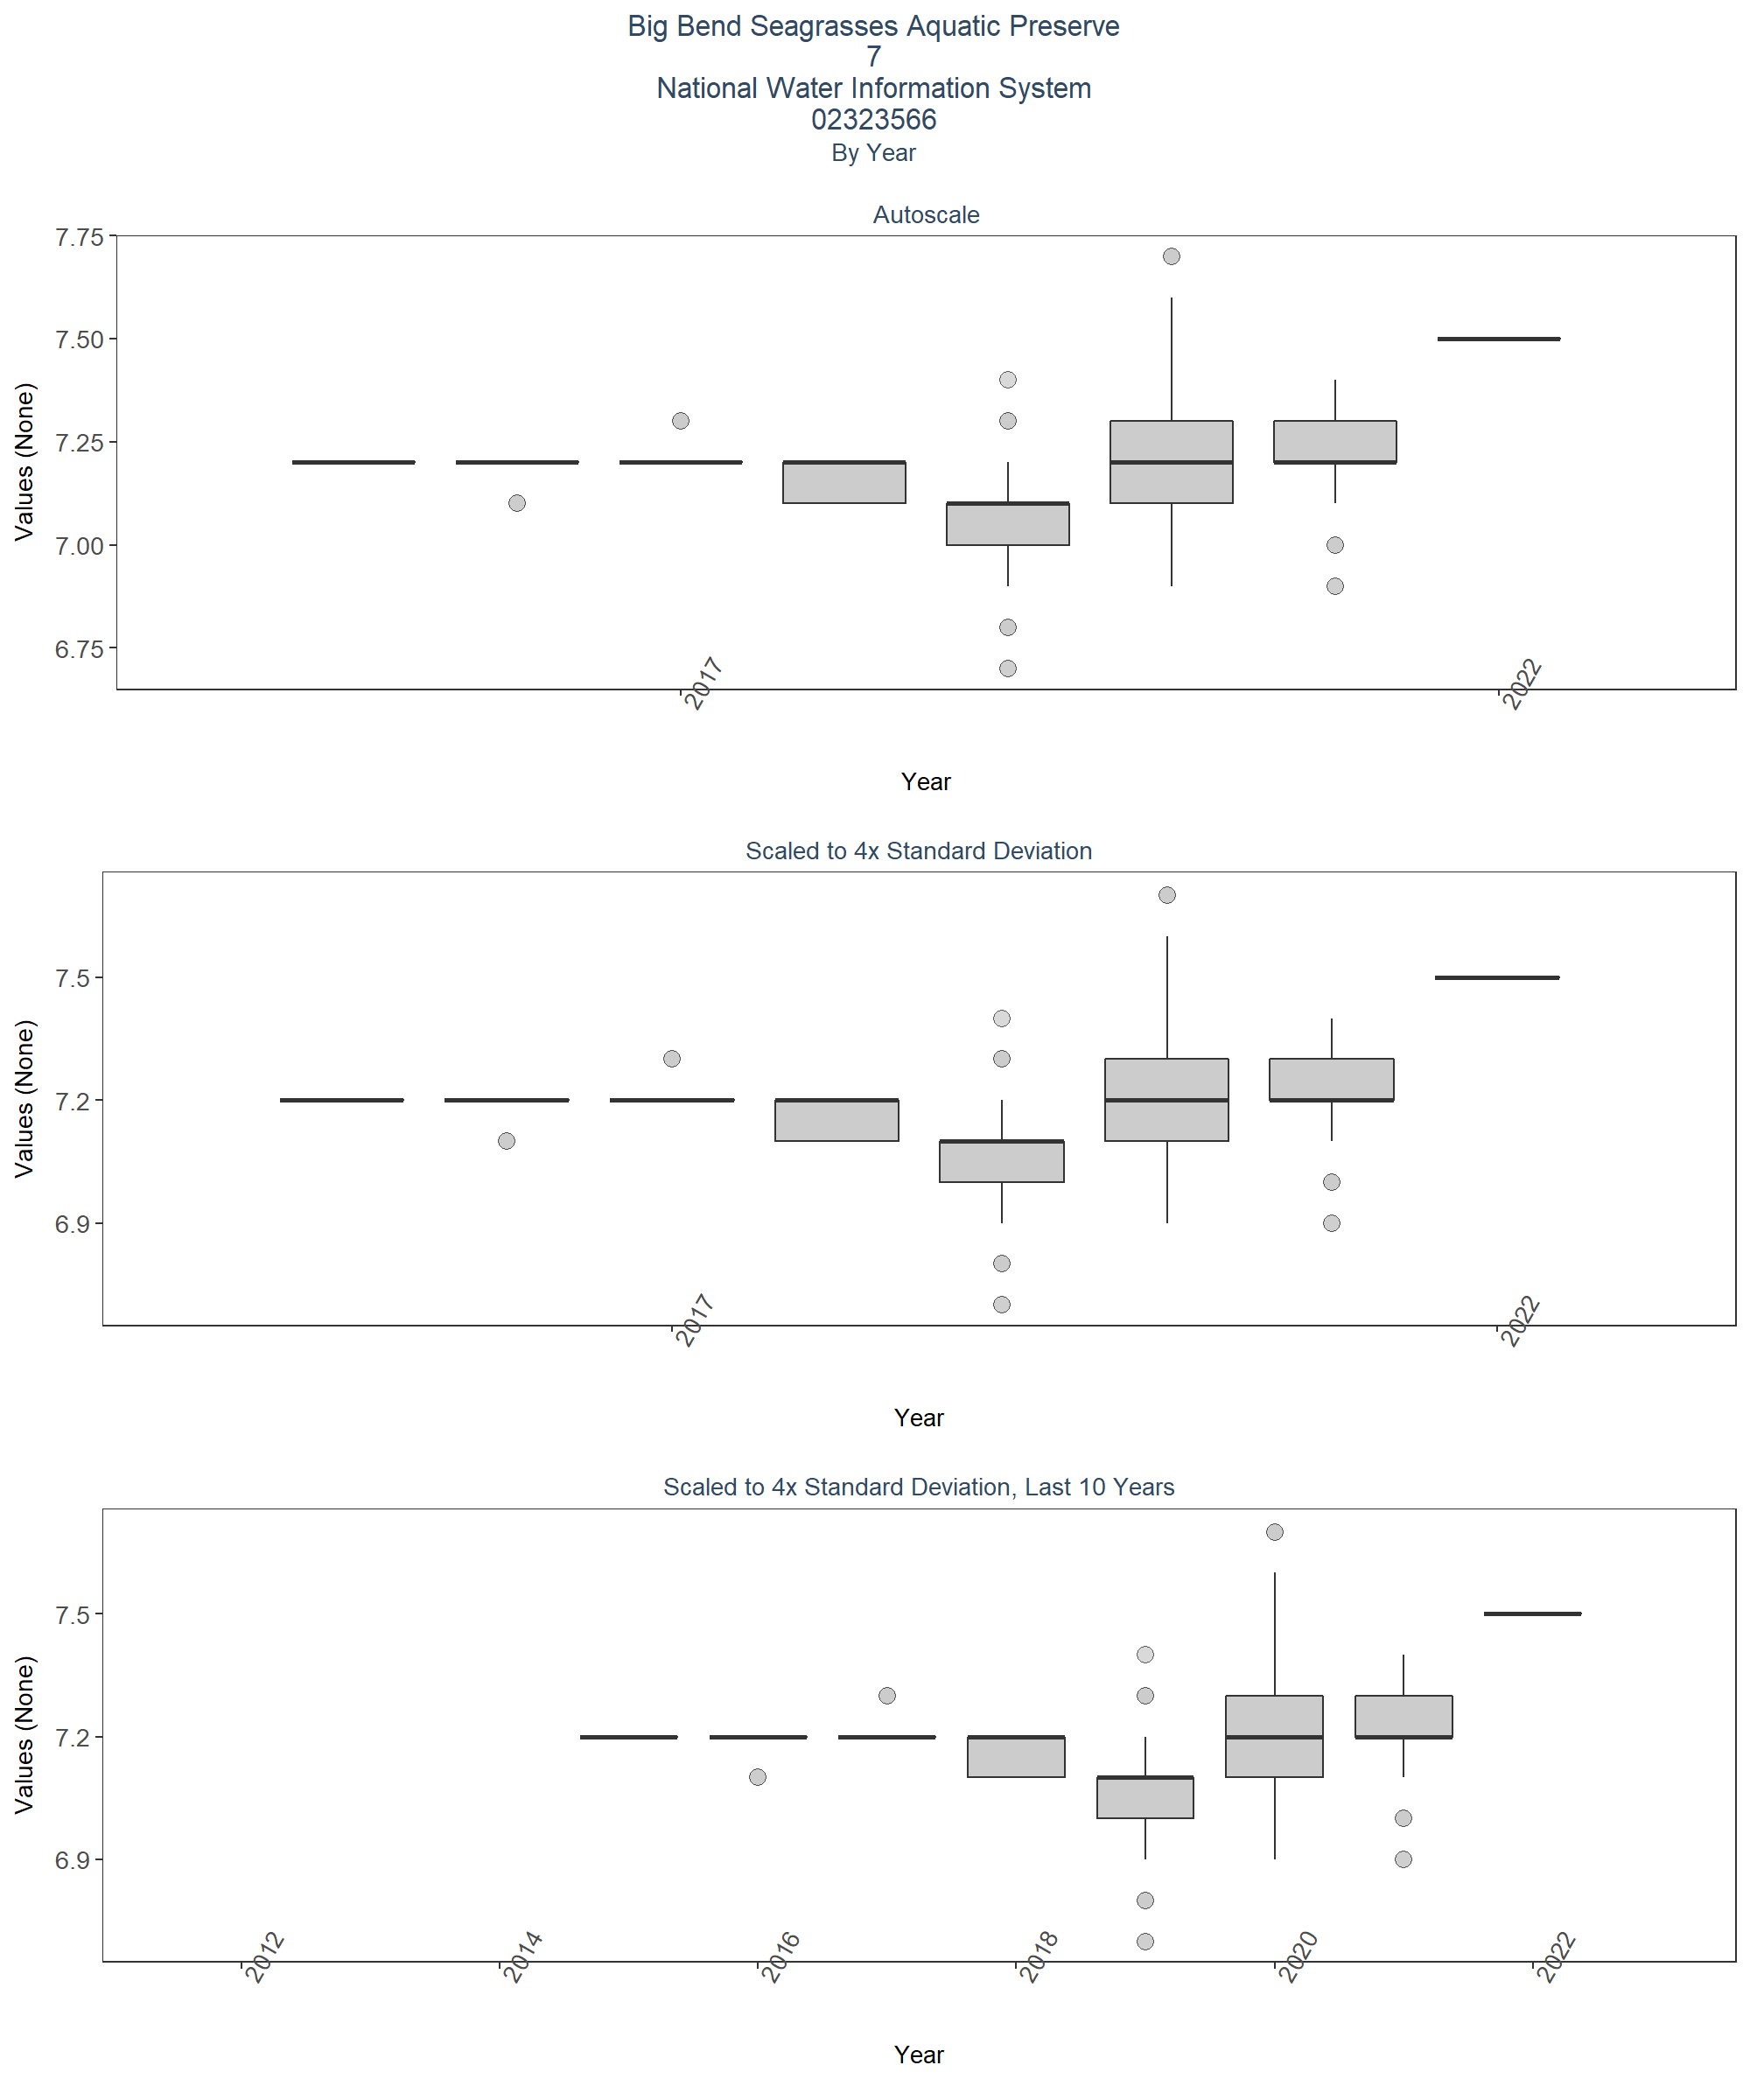 Big Bend Seagrasses Aquatic Preserve
7
National Water Information System
02323566
By Year
Autoscale
7.75
7.50
7.25
7.00
6.75
Values (None)
2017
2022
Year
Scaled to 4x Standard Deviation
7.5
7.2
6.9
Values (None)
2017
2022
Year
Scaled to 4x Standard Deviation, Last 10 Years
7.5
7.2
6.9
Values (None)
2012
2014
2016
2018
2020
2022
Year